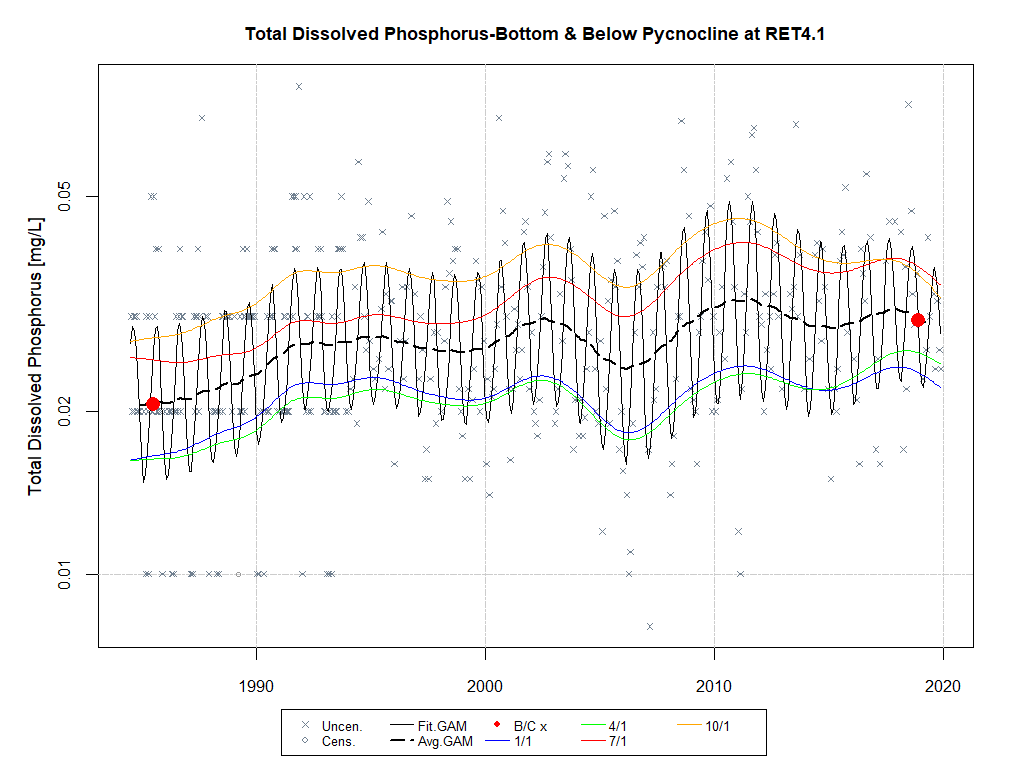 Total Dissolved Phosphorus-Bottom & Below Pycnocline at RET4.1
Total Dissolved Phosphorus [mg/L]
0.05
0.02
0.01
1990 2000 2010 2020
Uncen. Fit.GAM B/C x 4/1 10/1
Cens. Avg.GAM 1/1 7/1